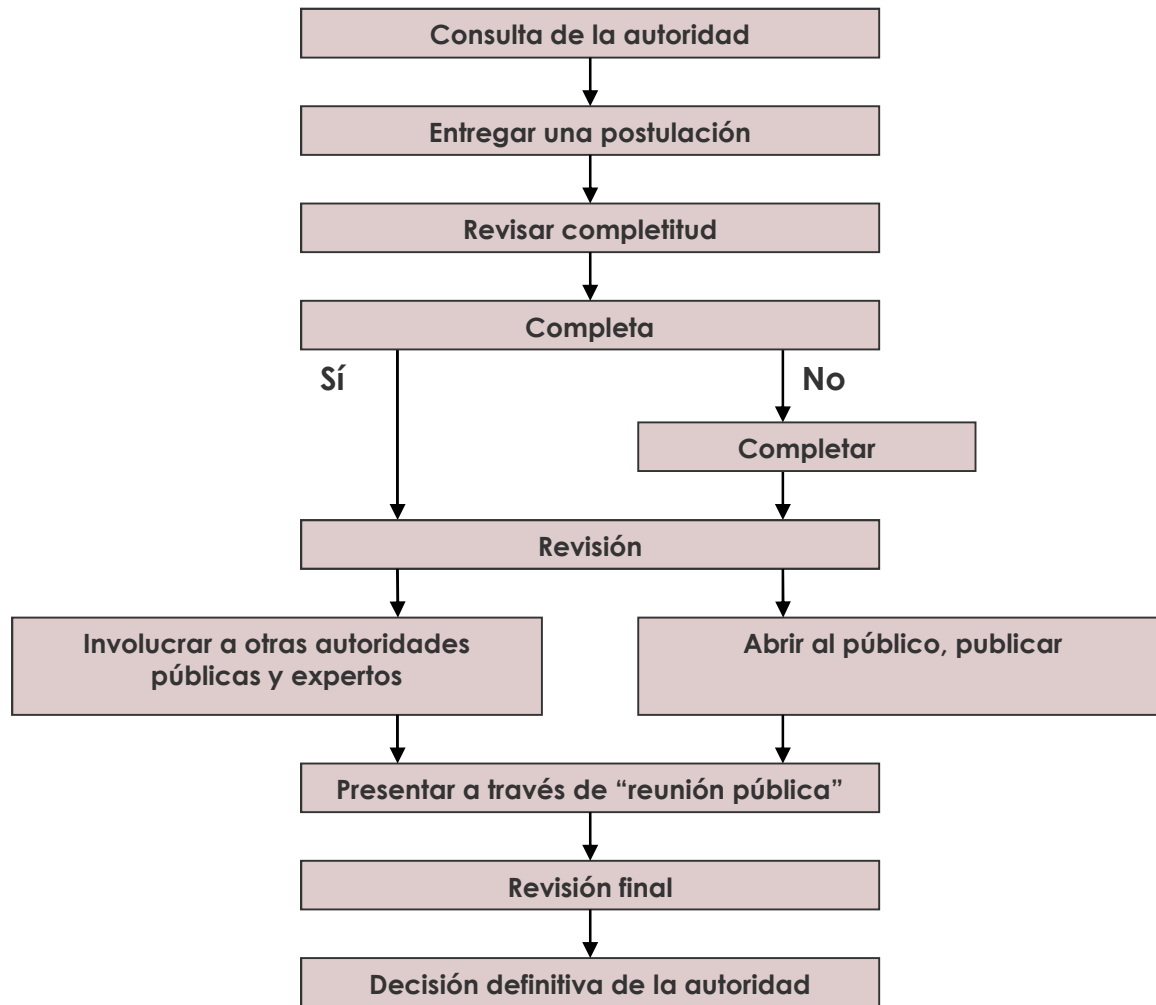 Consulta de la autoridad
Entregar una postulación
Revisar completitud
Completa
Sí
No
Completar
Revisión
Involucrar a otras autoridades
públicas y expertos
Abrir al público, publicar
Presentar a través de “reunión pública”
Revisión final
Decisión definitiva de la autoridad